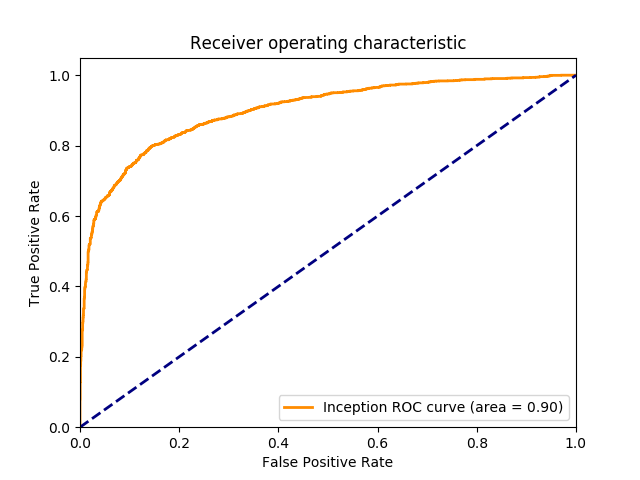 Receiver operating characteristic
1.0
0.8
0.6
0.4
0.2
0.0
True Positive Rate
Inception ROC curve (area = 0.90)
0.0 0.2 0.4 0.6 0.8 1.0
False Positive Rate